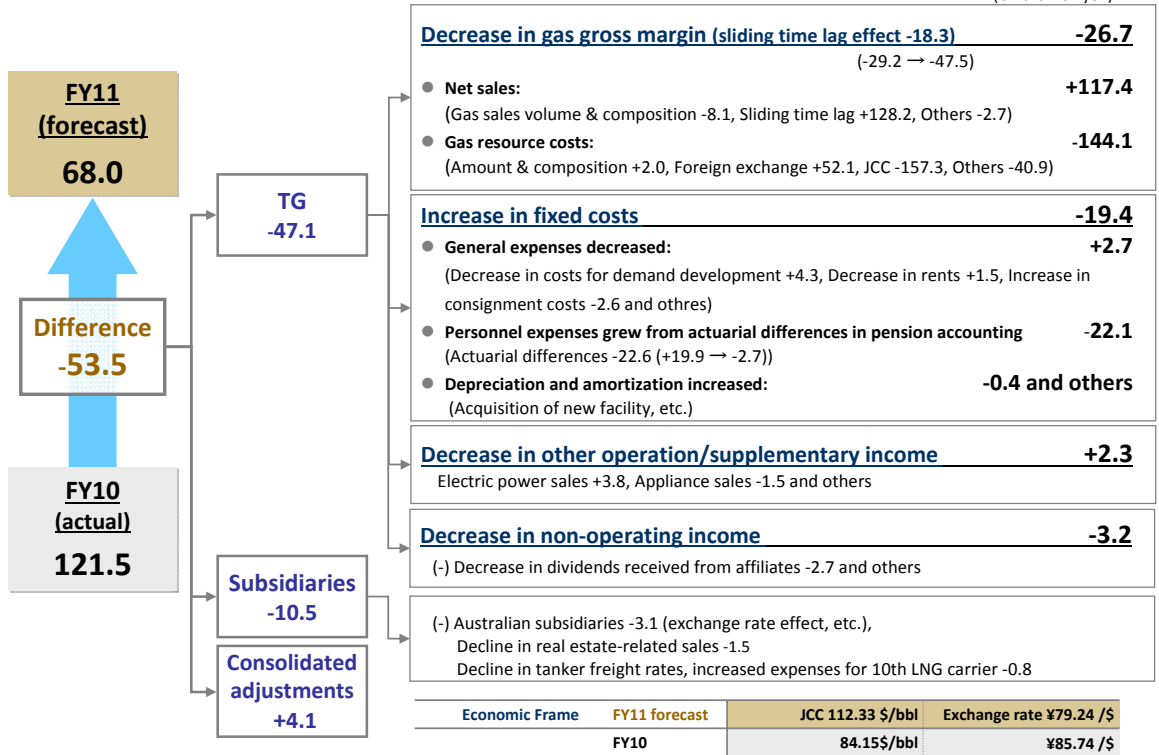 FY11
(forecast)
68.0
Difference
-53.5
FY10
(actual)
121.5
TG
-47.1
Subsidiaries
-10.5
Consolidated
adjustments
+4.1
Decrease in gas gross margin (sliding time lag effect -18.3) -26.7
(-29.2 → -47.5)
● Net sales: +117.4
(Gas sales volume & composition -8.1, Sliding time lag +128.2, Others -2.7)
● Gas resource costs: -144.1
(Amount & composition +2.0, Foreign exchange +52.1, JCC -157.3, Others -40.9)
Increase in fixed costs -19.4
● General expenses decreased: +2.7
(Decrease in costs for demand development +4.3, Decrease in rents +1.5, Increase in
consignment costs -2.6 and othres)
● Personnel expenses grew from actuarial differences in pension accounting -22.1
(Actuarial differences -22.6 (+19.9 → -2.7))
● Depreciation and amortization increased: -0.4 and others
(Acquisition of new facility, etc.)
Decrease in other operation/supplementary income +2.3
Electric power sales +3.8, Appliance sales -1.5 and others
Decrease in non-operating income -3.2
(-) Decrease in dividends received from affiliates -2.7 and others
(-) Australian subsidiaries -3.1 (exchange rate effect, etc.),
Decline in real estate-related sales -1.5
Decline in tanker freight rates, increased expenses for 10th LNG carrier -0.8
Economic Frame FY11 forecast JCC 112.33 $/bbl Exchange rate ¥79.24 /$
FY10 84.15$/bbl ¥85.74 /$